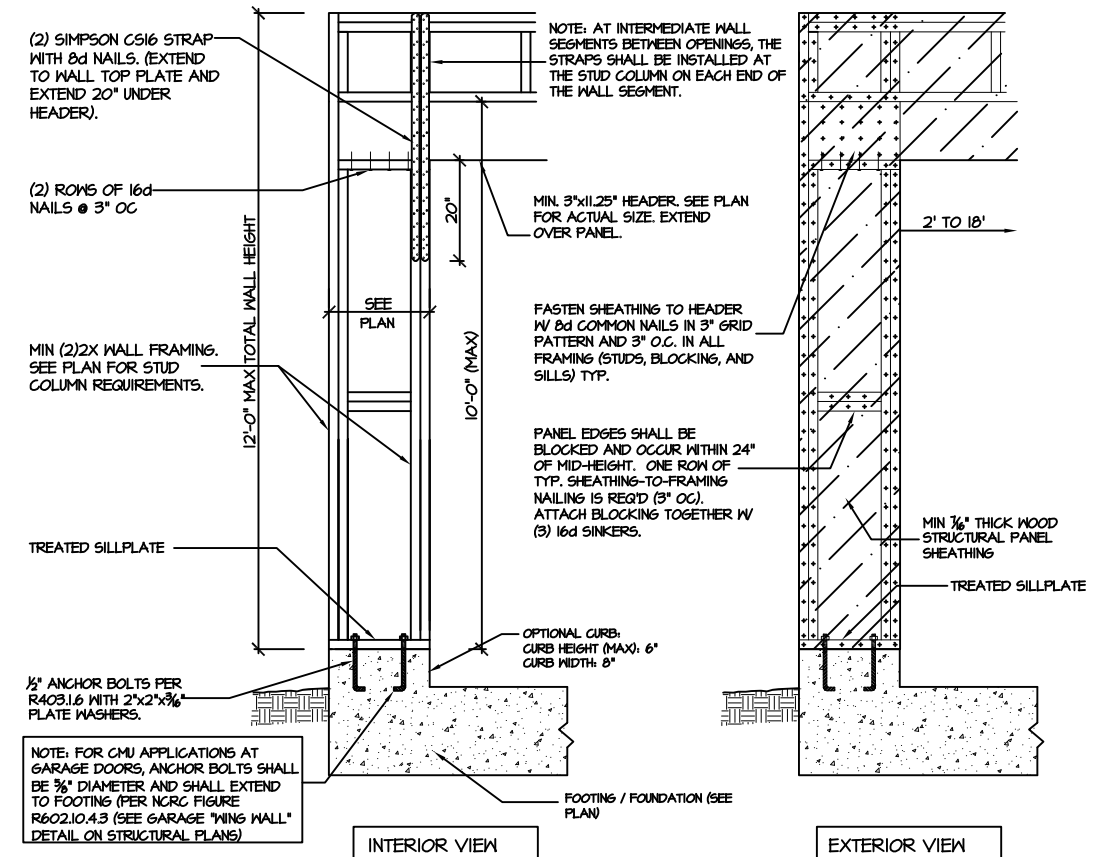 (2) SIMPSON CS16 STRAP
WITH 8d NAILS. (EXTEND
TO WALL TOP PLATE AND
EXTEND 20" UNDER
HEADER).
NOTE: AT INTERMEDIATE WALL
SEGMENTS BETWEEN OPENINGS, THE
STRAPS SHALL BE INSTALLED AT
THE STUD COLUMN ON EACH END OF
THE WALL SEGMENT.
(2) ROWS OF 16d
NAILS @ 3" OC
12'-0" MAX TOTAL WALL HEIGHT
20"
10'-0" (MAX)
MIN. 3"x11.25" HEADER. SEE PLAN
FOR ACTUAL SIZE. EXTEND
OVER PANEL.
2' TO 18'
SEE
PLAN
FASTEN SHEATHING TO HEADER
W/ 8d COMMON NAILS IN 3" GRID
PATTERN AND 3" O.C. IN ALL
FRAMING (STUDS, BLOCKING, AND
SILLS) TYP.
MIN (2)2X WALL FRAMING.
SEE PLAN FOR STUD
COLUMN REQUIREMENTS.
PANEL EDGES SHALL BE
BLOCKED AND OCCUR WITHIN 24"
OF MID-HEIGHT. ONE ROW OF
TYP. SHEATHING-TO-FRAMING
NAILING IS REQ'D (3" OC).
ATTACH BLOCKING TOGETHER W/
(3) 16d SINKERS.
MIN 7/16" THICK WOOD
STRUCTURAL PANEL
SHEATHING
TREATED SILLPLATE
TREATED SILLPLATE
OPTIONAL CURB:
CURB HEIGHT (MAX): 6"
CURB WIDTH: 8"
1/2" ANCHOR BOLTS PER
R403.1.6 WITH 2"x2"x3/16"
PLATE WASHERS.
NOTE: FOR CMU APPLICATIONS AT
GARAGE DOORS, ANCHOR BOLTS SHALL
BE 5/8" DIAMETER AND SHALL EXTEND
TO FOOTING (PER NCRC FIGURE
R602.10.4.3 (SEE GARAGE "WING WALL"
DETAIL ON STRUCTURAL PLANS)
FOOTING / FOUNDATION (SEE
PLAN)
INTERIOR VIEW
EXTERIOR VIEW